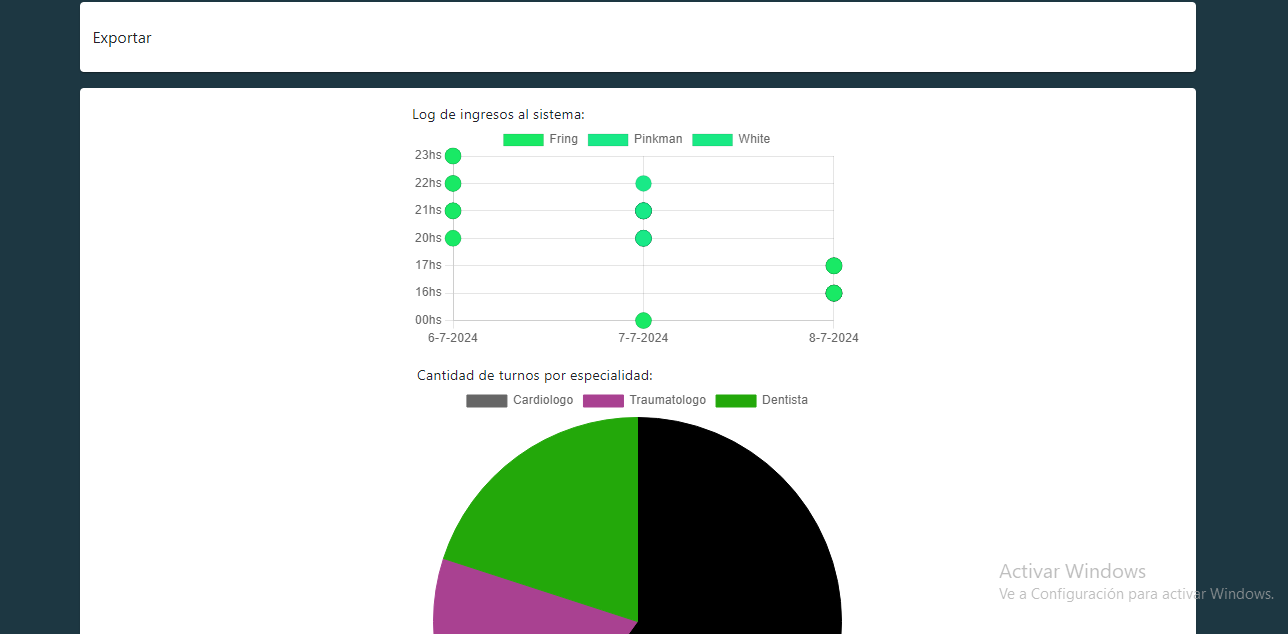 Exportar
Log de ingresos al sistema:
Fring Pinkman White
23hs
22hs
21hs
20hs
17hs
16hs
00hs
6-7-2024 7-7-2024 8-7-2024
Cantidad de turnos por especialidad:
Cardiologo Traumatologo Dentista
Activar Windows
Ve a Configuración para activar Windows.